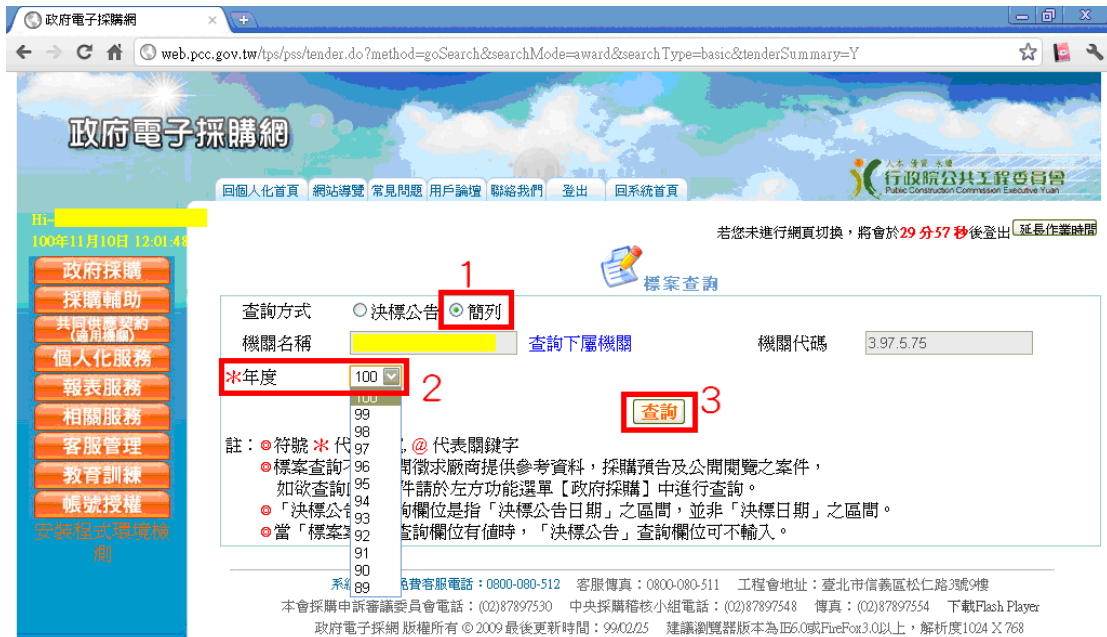 政府電子採購網
web.pcc.gov.tw/tps/pss/tender.do?method=goSearch&searchMode=award&searchType=basic&tenderSummary=Y
政府電子採購網
人本 優質 永續
行政院公共工程委員會
Public Construction Commission Executive Yuan
回個人化首頁 網站導覽 常見問題 用戶論壇 聯絡我們 登出 回系統首頁
Hi~
100年11月10日 12:01:48
若您未進行網頁切換，將會於29 分57 秒後登出 延長作業時間
政府採購
採購輔助
共同供應契約
(適用機關)
個人化服務
報表服務
相關服務
客服管理
教育訓練
帳號授權
安裝程式環境檢
測
標案查詢
1
查詢方式 決標公告 簡列
機關名稱 查詢下屬機關 機關代碼 3.97.5.75
※年度 100 2
查詢 3
100
99
98
97
96
95
94
93
92
91
90
89
註：◎符號 ※ 代 @ 代表關鍵字
◎標案查詢 開徵求廠商提供參考資料，採購預告及公開閱覽之案件，
如欲查詢 件請於左方功能選單【政府採購】中進行查詢。
◎「決標公告 詢欄位是指「決標公告日期」之區間，並非「決標日期」之區間。
◎當「標案 查詢欄位有值時，「決標公告」查詢欄位可不輸入。
系 費客服電話：0800-080-512 客服傳真：0800-080-511 工程會地址：臺北市信義區松仁路3號9樓
本會採購申訴審議委員會電話：(02)87897530 中央採購稽核小組電話：(02)87897548 傳真：(02)87897554 下載Flash Player
政府電子採網 版權所有 © 2009 最後更新時間：99/02/25 建議瀏覽器版本為IE6.0或FireFox3.0以上，解析度1024 X 768